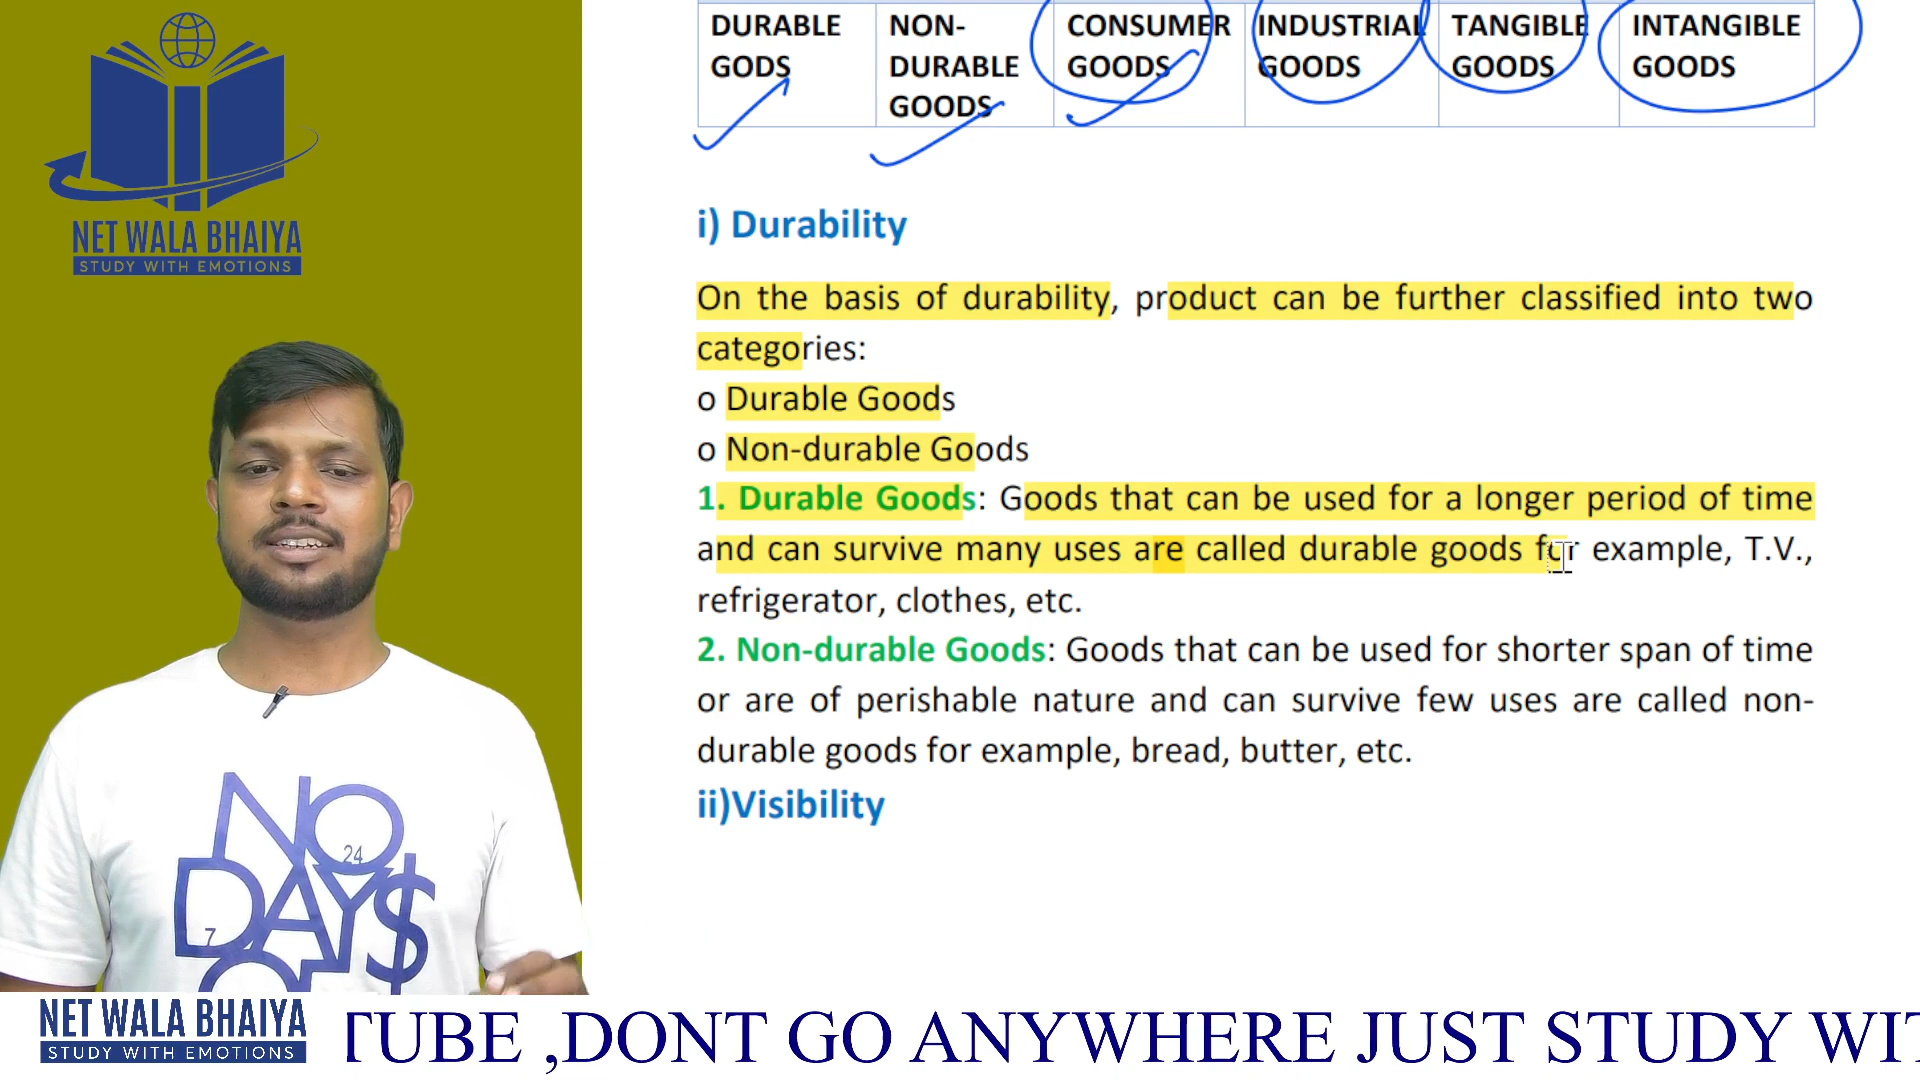 NET WALA BHAIYA
STUDY WITH EMOTIONS
DURABLE GODS
NON-DURABLE GOODS
CONSUMER GOODS
INDUSTRIAL GOODS
TANGIBLE GOODS
INTANGIBLE GOODS
i) Durability
On the basis of durability, product can be further classified into two
categories:
o Durable Goods
o Non-durable Goods
1. Durable Goods: Goods that can be used for a longer period of time
and can survive many uses are called durable goods for example, T.V.,
refrigerator, clothes, etc.
2. Non-durable Goods: Goods that can be used for shorter span of time
or are of perishable nature and can survive few uses are called non-
durable goods for example, bread, butter, etc.
ii)Visibility
NO
24
DAY$
7
NET WALA BHAIYA
STUDY WITH EMOTIONS
TUBE ,DONT GO ANYWHERE JUST STUDY WIT